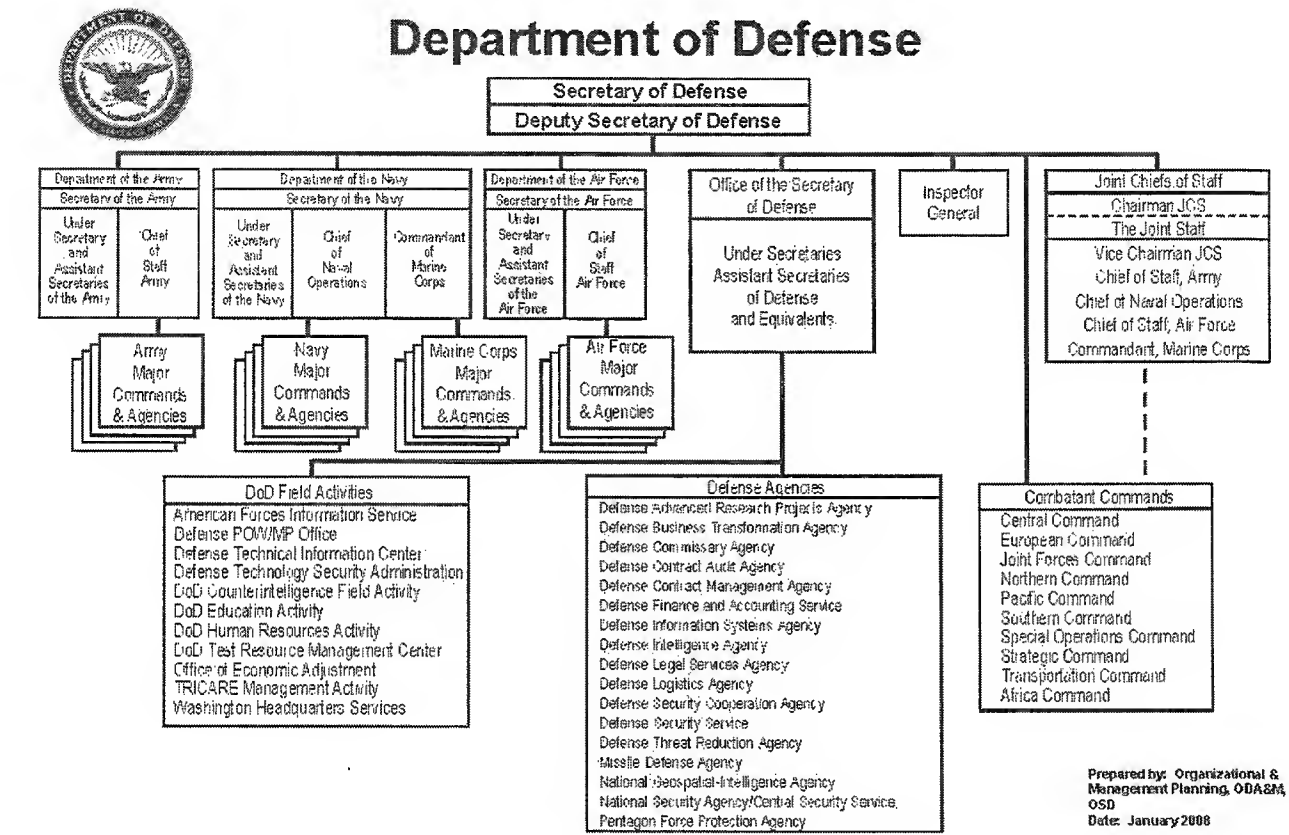 DEPARTMENT OF DEFENSE
Department of Defense
Secretary of Defense
Deputy Secretary of Defense
Department of the Army
Secretary of the Army
Under
Secretary
and
Assistant
Secretaries
of the Army
Chief
of
Staff
Army
Department of the Navy
Secretary of the Navy
Under
Secretary
and
Assistant
Secretaries
of the Navy
Chief
of
Naval
Operations
Commandant
of
Marine
Corps
Department of the Air Force
Secretary of the Air Force
Under
Secretary
and
Assistant
Secretaries
of the
Air Force
Chief
of
Staff
Air Force
Office of the Secretary
of Defense
Under Secretaries
Assistant Secretaries
of Defense
and Equivalents
Inspector
General
Joint Chiefs of Staff
Chairman JCS
The Joint Staff
Vice Chairman JCS
Chief of Staff, Army
Chief of Naval Operations
Chief of Staff, Air Force
Commandant, Marine Corps
Army
Major
Commands
& Agencies
Navy
Major
Commands
& Agencies
Marine Corps
Major
Commands
& Agencies
Air Force
Major
Commands
& Agencies
DoD Field Activities
American Forces Information Service
Defense POW/MP Office
Defense Technical Information Center
Defense Technology Security Administration
DoD Counterintelligence Field Activity
DoD Education Activity
DoD Human Resources Activity
DoD Test Resource Management Center
Office of Economic Adjustment
TRICARE Management Activity
Washington Headquarters Services
Defense Agencies
Defense Advanced Research Projects Agency
Defense Business Transformation Agency
Defense Commissary Agency
Defense Contract Audit Agency
Defense Contract Management Agency
Defense Finance and Accounting Service
Defense Information Systems Agency
Defense Intelligence Agency
Defense Legal Services Agency
Defense Logistics Agency
Defense Security Cooperation Agency
Defense Security Service
Defense Threat Reduction Agency
Missile Defense Agency
National Geospatial-Intelligence Agency
National Security Agency/Central Security Service
Pentagon Force Protection Agency
Combatant Commands
Central Command
European Command
Joint Forces Command
Northern Command
Pacific Command
Southern Command
Special Operations Command
Strategic Command
Transportation Command
Africa Command
Prepared by: Organizational &
Management Planning, ODA&M,
OSD
Date: January 2008